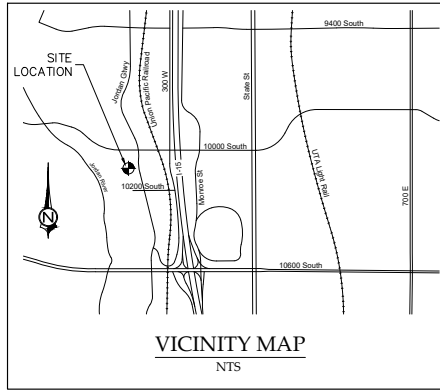 9400 South
SITE
LOCATION
Jordan Gtwy
Union Pacific Railroad
300 W
State St
10000 South
UTA Light Rail
700 E
Jordan River
10200 South
I-15
Monroe St
N
10600 South
VICINITY MAP
NTS